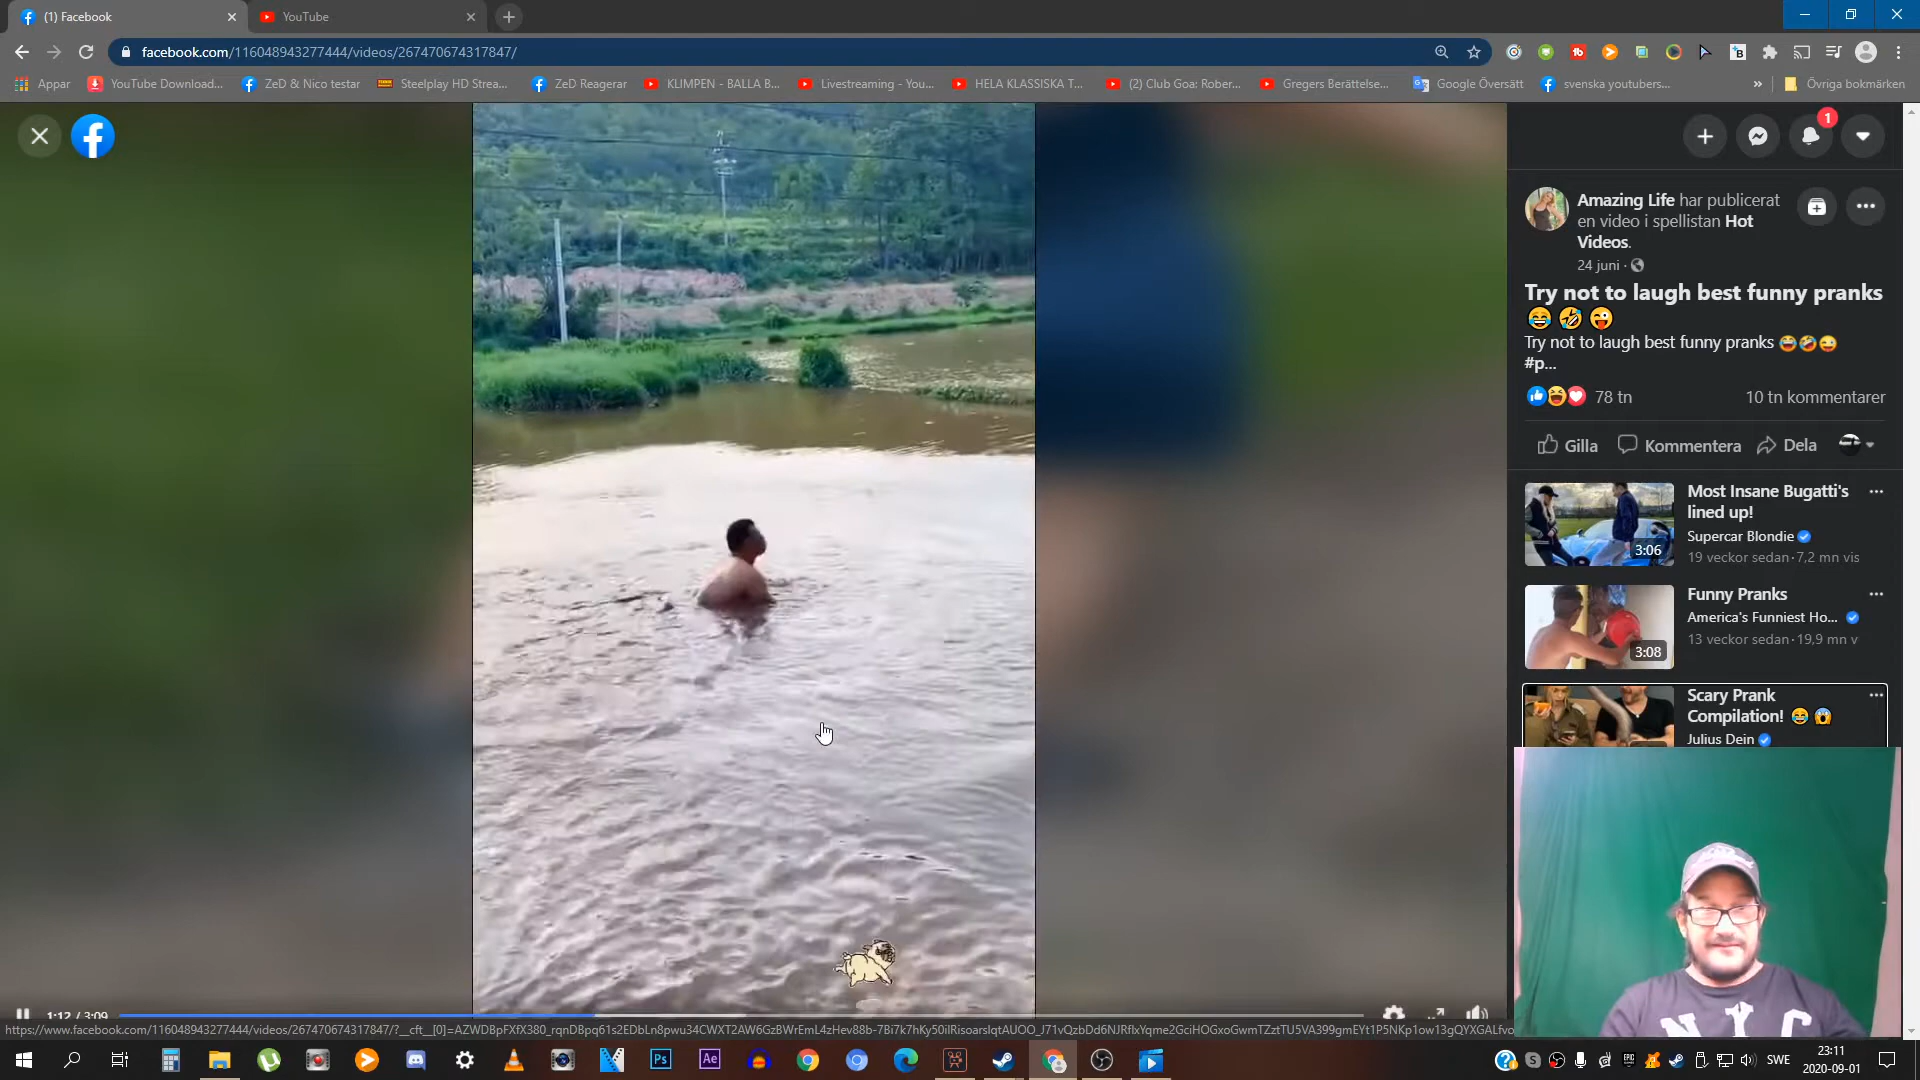 (1) Facebook
YouTube
facebook.com/116048943277444/videos/267470674317847/
Appar
YouTube Download...
ZeD & Nico testar
Steelplay HD Strea...
ZeD Reagerar
KLIMPEN - BALLA B...
Livestreaming - You...
HELA KLASSISKA T...
(2) Club Goa: Rober...
Gregers Berättelse...
Google Översätt
svenska youtubers...
»
Övriga bokmärken
1
Amazing Life har publicerat
en video i spellistan Hot
Videos.
24 juni ·
Try not to laugh best funny pranks
😂 🤣 😜
Try not to laugh best funny pranks 😂🤣😜
#p...
78 tn
10 tn kommentarer
Gilla
Kommentera
Dela
Most Insane Bugatti's
lined up!
Supercar Blondie
19 veckor sedan · 7,2 mn vis
3:06
Funny Pranks
America's Funniest Ho...
13 veckor sedan · 19,9 mn v
3:08
Scary Prank
Compilation! 😂 😱
Julius Dein
NYC
1:12 / 3:09
Ps
Ae
SWE
23:11
2020-09-01